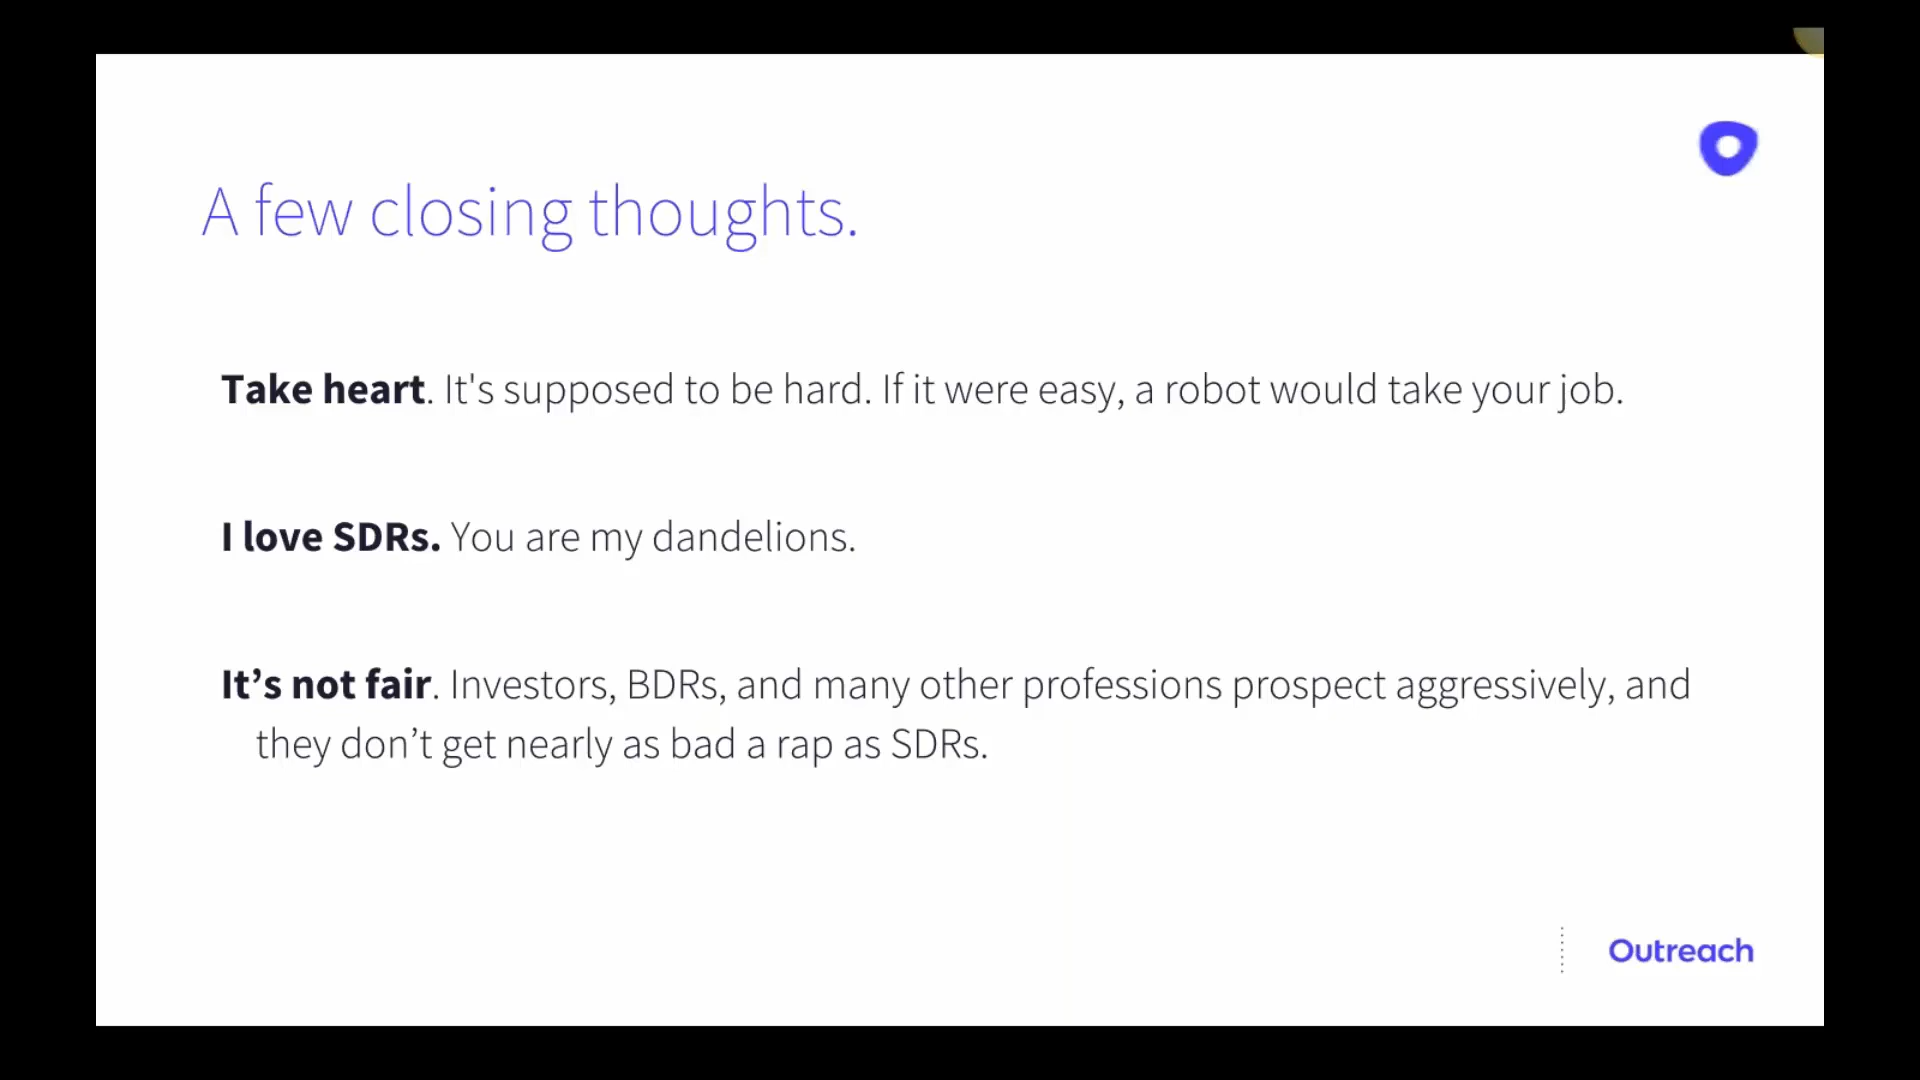 A few closing thoughts.
Take heart. It's supposed to be hard. If it were easy, a robot would take your job.
I love SDRs. You are my dandelions.
It’s not fair. Investors, BDRs, and many other professions prospect aggressively, and
they don’t get nearly as bad a rap as SDRs.
Outreach